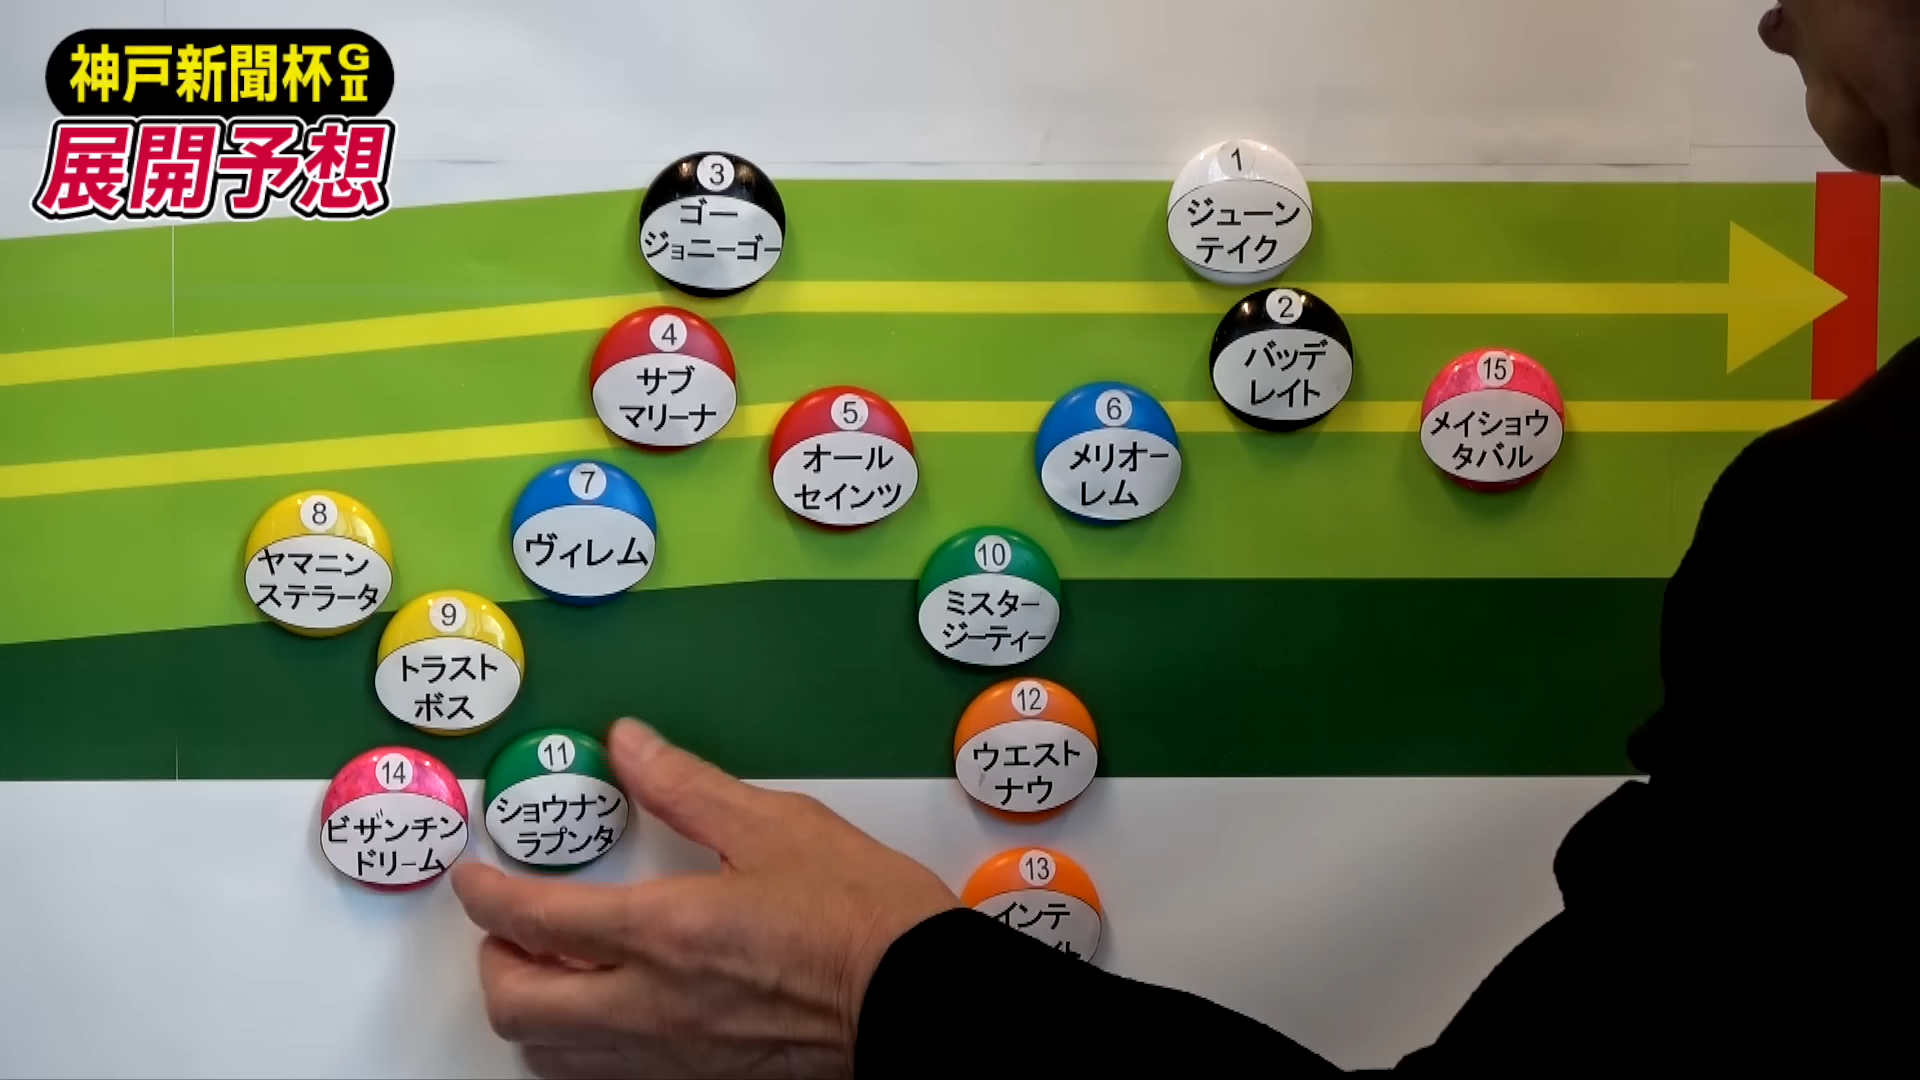 神戸新聞杯GⅡ
展開予想
3
ゴー
ジョニーゴー
1
ジューン
テイク
4
サブ
マリーナ
2
バッデ
レイト
15
メイショウ
タバル
5
オール
セインツ
6
メリオー
レム
7
ヴィレム
8
ヤマニン
ステラータ
10
ミスター
ジーティー
9
トラスト
ボス
12
ウエスト
ナウ
14
ビザンチン
ドリーム
11
ショウナン
ラプンタ
13
インテ